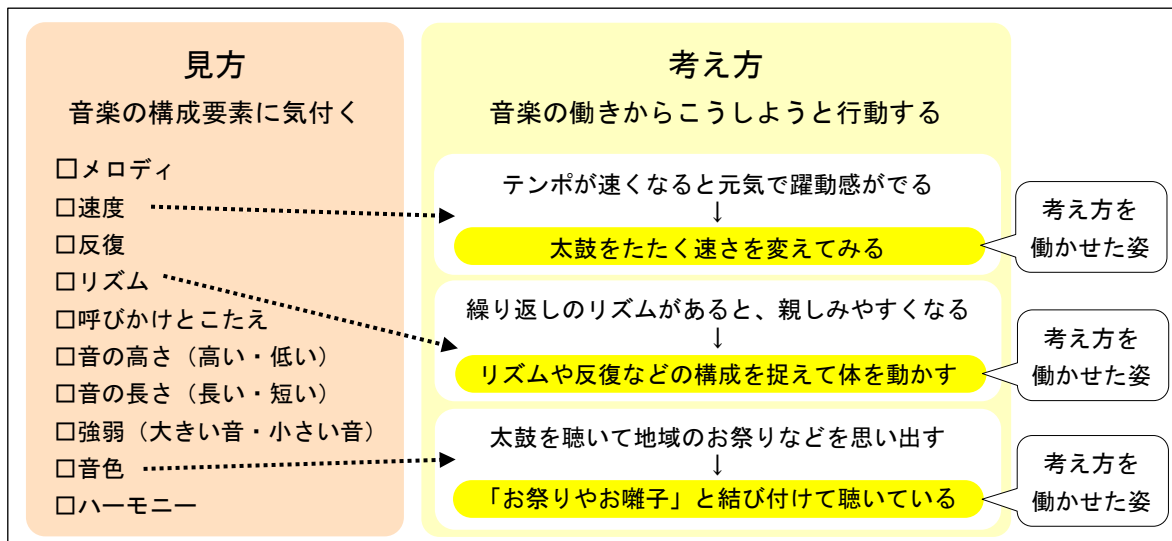 見方
音楽の構成要素に気付く
□メロディ
□速度
□反復
□リズム
□呼びかけとこたえ
□音の高さ（高い・低い）
□音の長さ（長い・短い）
□強弱（大きい音・小さい音）
□音色
□ハーモニー
考え方
音楽の働きからこうしようと行動する
テンポが速くなると元気で躍動感がでる
↓
太鼓をたたく速さを変えてみる
考え方を
働かせた姿
繰り返しのリズムがあると、親しみやすくなる
↓
リズムや反復などの構成を捉えて体を動かす
考え方を
働かせた姿
太鼓を聴いて地域のお祭りなどを思い出す
↓
「お祭りやお囃子」と結び付けて聴いている
考え方を
働かせた姿